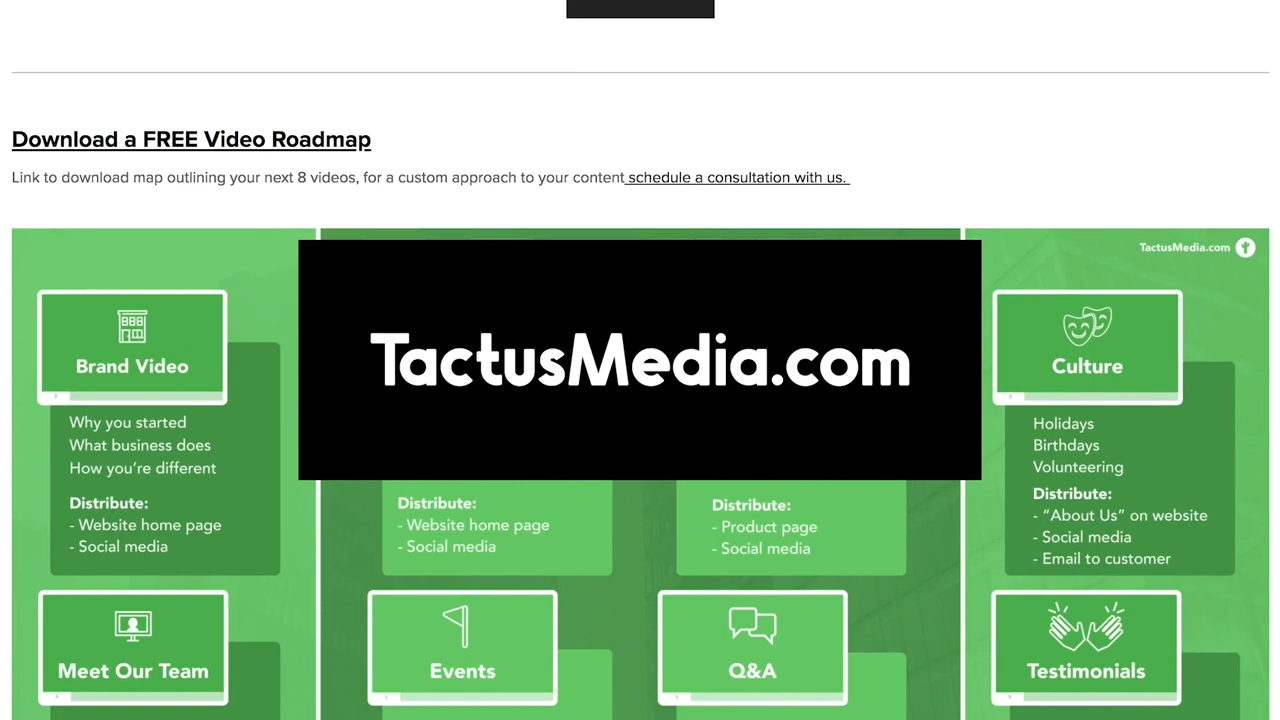 Download a FREE Video Roadmap
Link to download map outlining your next 8 videos, for a custom approach to your content schedule a consultation with us.
TactusMedia.com
TactusMedia.com
Brand Video
Why you started
What business does
How you're different
Distribute:
- Website home page
- Social media
Distribute:
- Website home page
- Social media
Distribute:
- Product page
- Social media
Culture
Holidays
Birthdays
Volunteering
Distribute:
- “About Us” on website
- Social media
- Email to customer
Meet Our Team
Events
Q&A
Testimonials